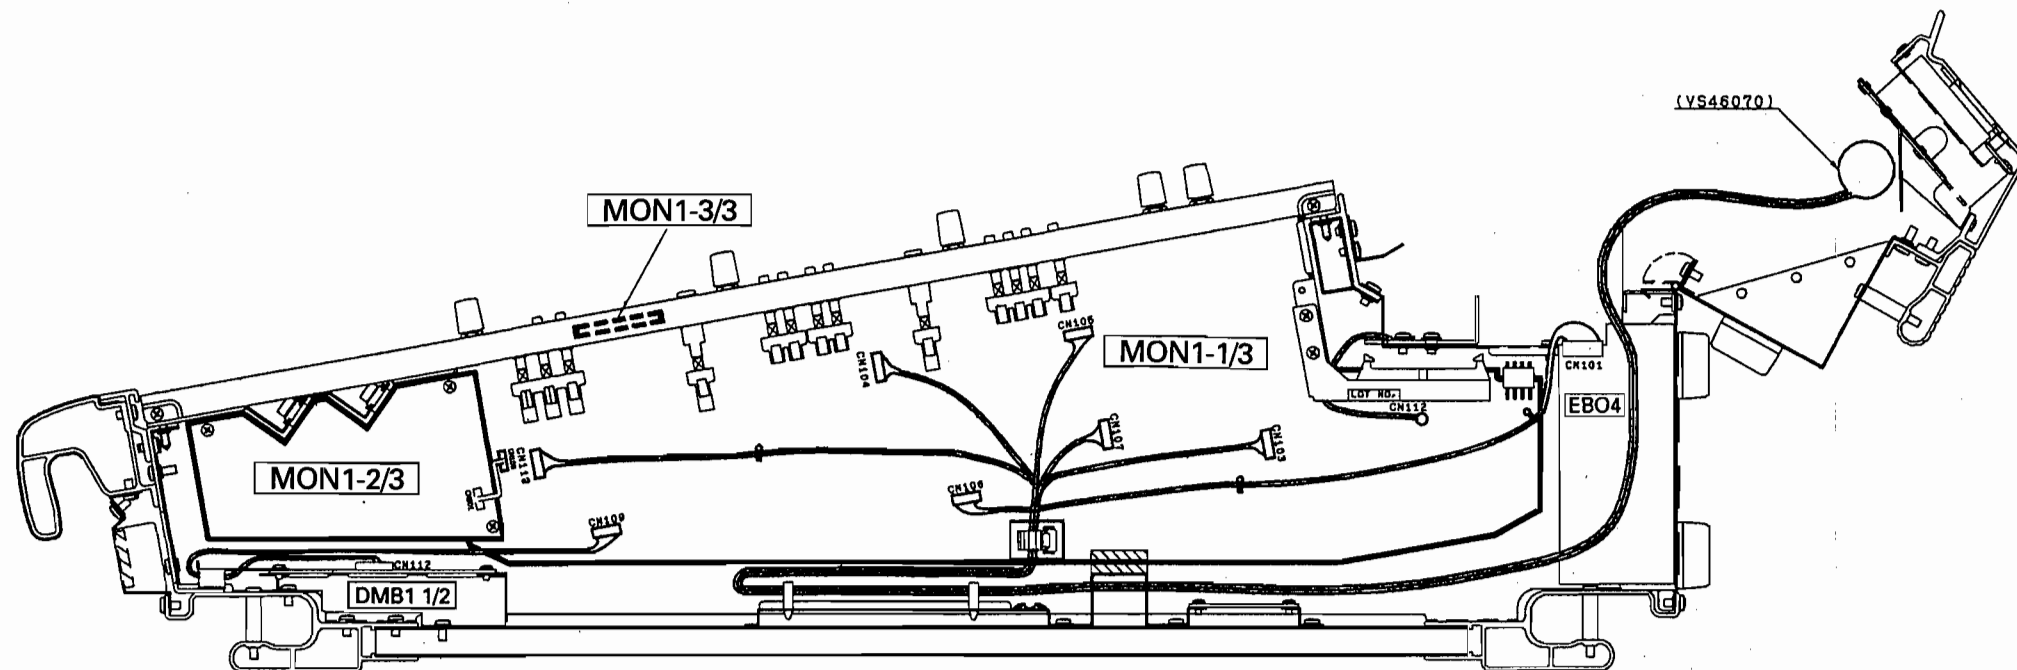 (VS46070)
MON1-3/3
CN105
MON1-1/3
CN104
CN101
LOT NO.
EBO4
CN112
CN107
CN103
MON1-2/3
CN113
CN106
CN109
CN112
DMB1 1/2